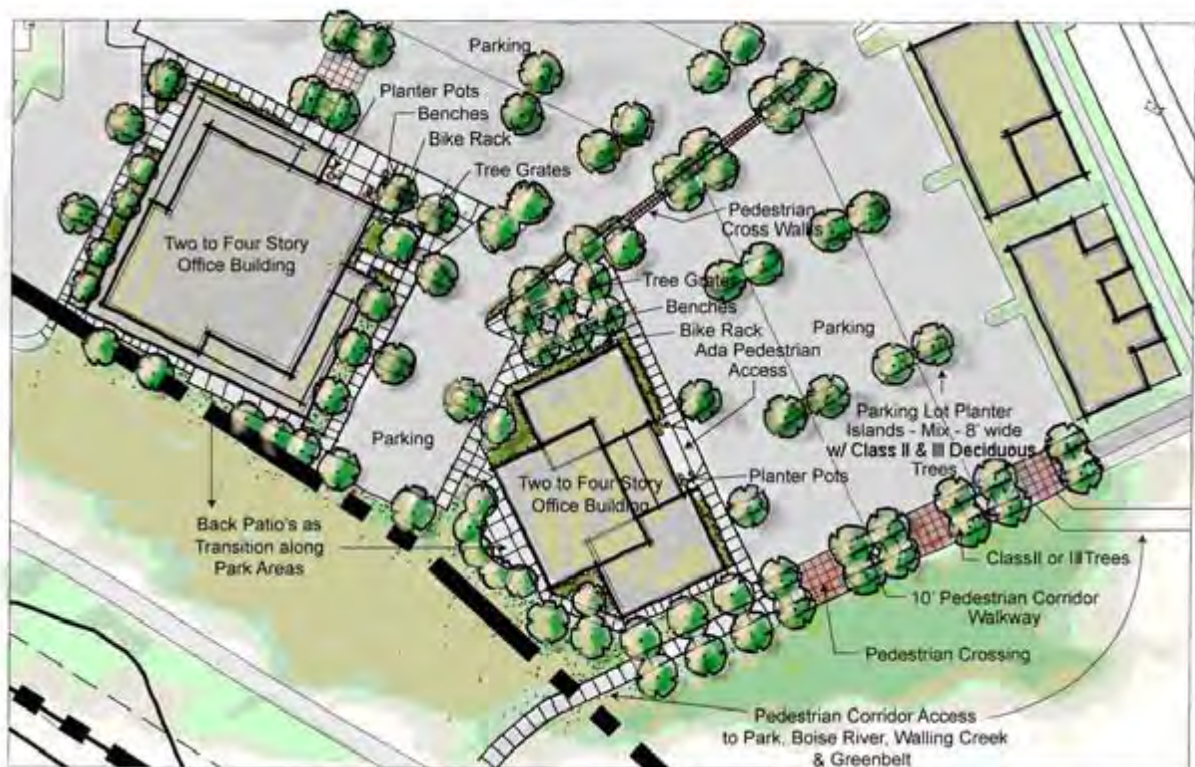 Parking
Planter Pots
Benches
Bike Rack
Tree Grates
Pedestrian
Cross Walks
Two to Four Story
Office Building
Tree Grates
Benches
Bike Rack
Ada Pedestrian
Access
Parking
Parking Lot Planter
Islands - Mix - 8' wide
w/ Class II & III Deciduous
Trees
Parking
Two to Four Story
Office Building
Planter Pots
Back Patio's as
Transition along
Park Areas
Class II or III Trees
10' Pedestrian Corridor
Walkway
Pedestrian Crossing
Pedestrian Corridor Access
to Park, Boise River, Walling Creek
& Greenbelt